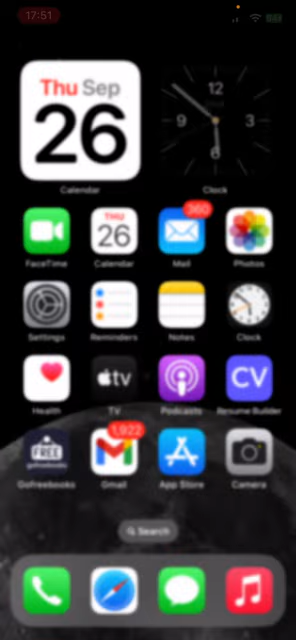 17:51
Thu Sep
26
12
9 3
6
Calendar Clock
THU
26
360
FaceTime Calendar Mail Photos
Settings Reminders Notes Clock
tv
CV
Health TV Podcasts Resume Builder
FREE
gofreebooks
1,922
Gofreebooks Gmail App Store Camera
Search